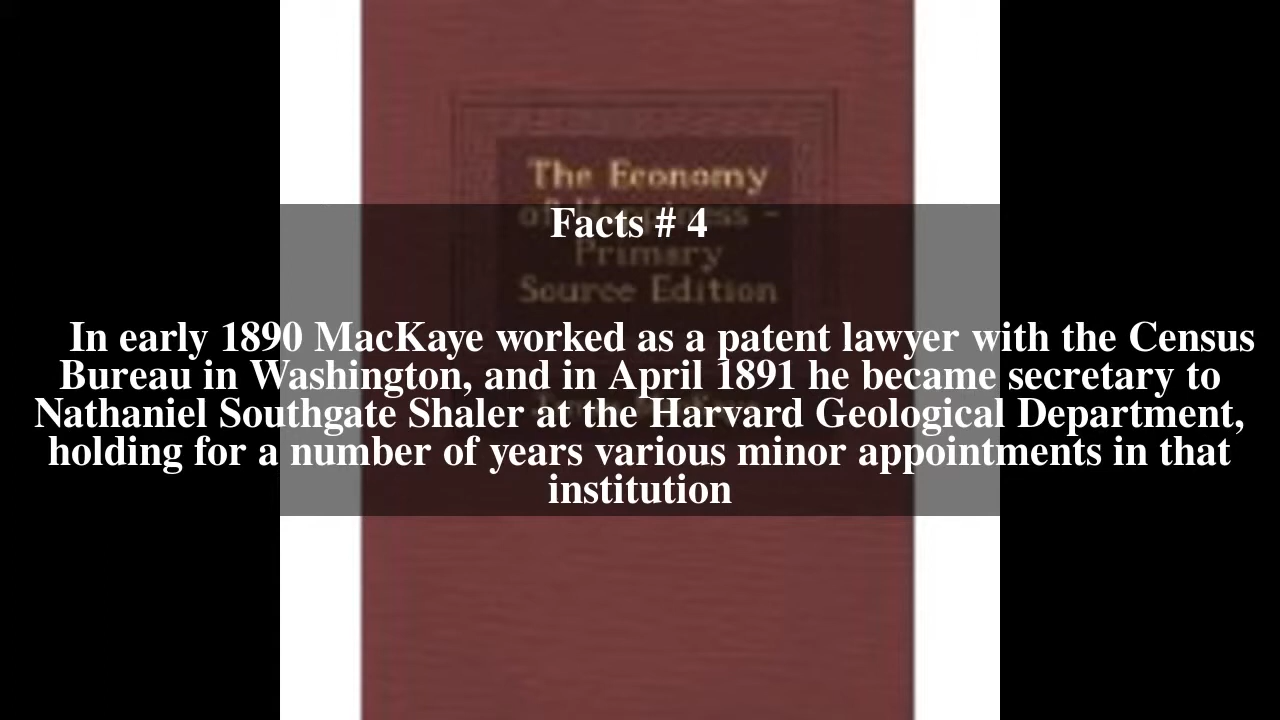 The Economy
Facts # 4
of Happiness -
Primary
Source Edition
In early 1890 MacKaye worked as a patent lawyer with the Census
Bureau in Washington, and in April 1891 he became secretary to
Nathaniel Southgate Shaler at the Harvard Geological Department,
holding for a number of years various minor appointments in that
institution